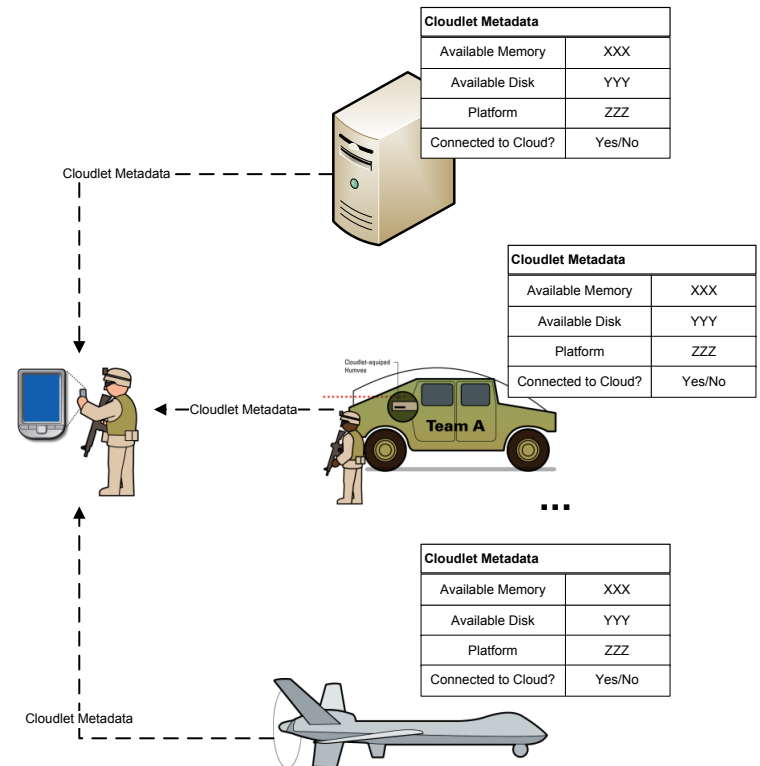 Cloudlet Metadata
Available Memory XXX
Available Disk YYY
Platform ZZZ
Connected to Cloud? Yes/No
Cloudlet Metadata
Cloudlet Metadata
Available Memory XXX
Available Disk YYY
Platform ZZZ
Connected to Cloud? Yes/No
Cloudlet-equiped
Humvee
Cloudlet Metadata
Team A
...
Cloudlet Metadata
Available Memory XXX
Available Disk YYY
Platform ZZZ
Connected to Cloud? Yes/No
Cloudlet Metadata